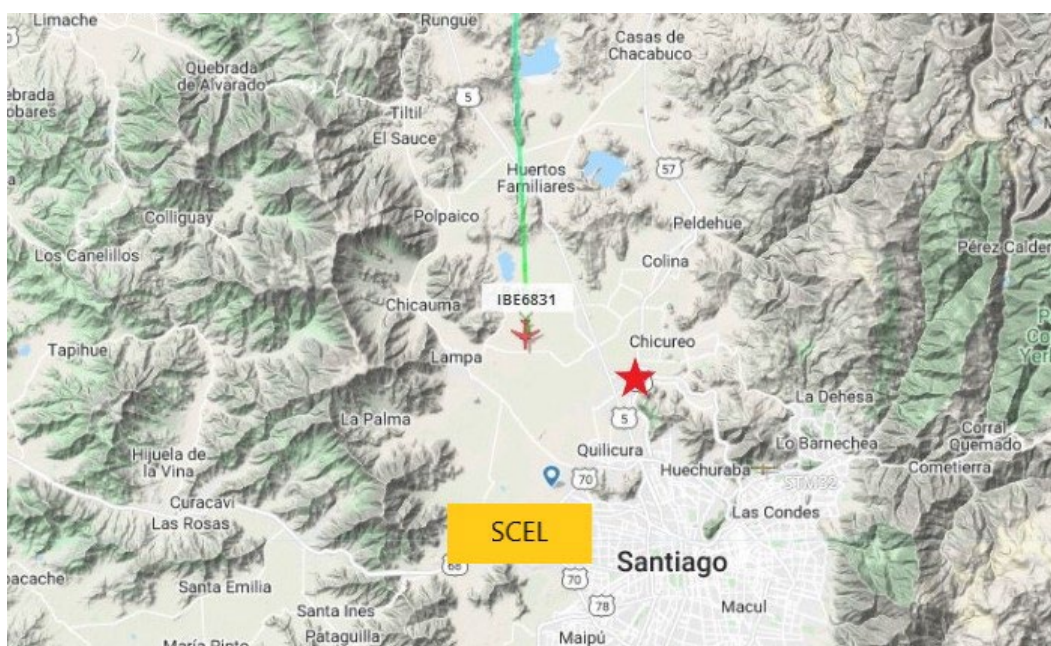 Limache
Rungue
Casas de
Chacabuco
Quebrada
de Alvarado
5
Tiltil
El Sauce
Huertos
Familiares
57
Colliguay
Polpaico
Peldehue
Los Canelillos
Colina
Pérez Calder
IBE6831
Chicauma
Tapihue
Lampa
Chicureo
La Palma
5
La Dehesa
Hijuela de
la Vina
Quilicura
Lo Barnechea
Corral
Quemado
Huechuraba
Cometierra
70
STM32
Curacavi
Las Rosas
Las Condes
SCEL
Santiago
68
70
Santa Emilia
78
Macul
Santa Ines
Pataguilla
Maipú
María Pinto